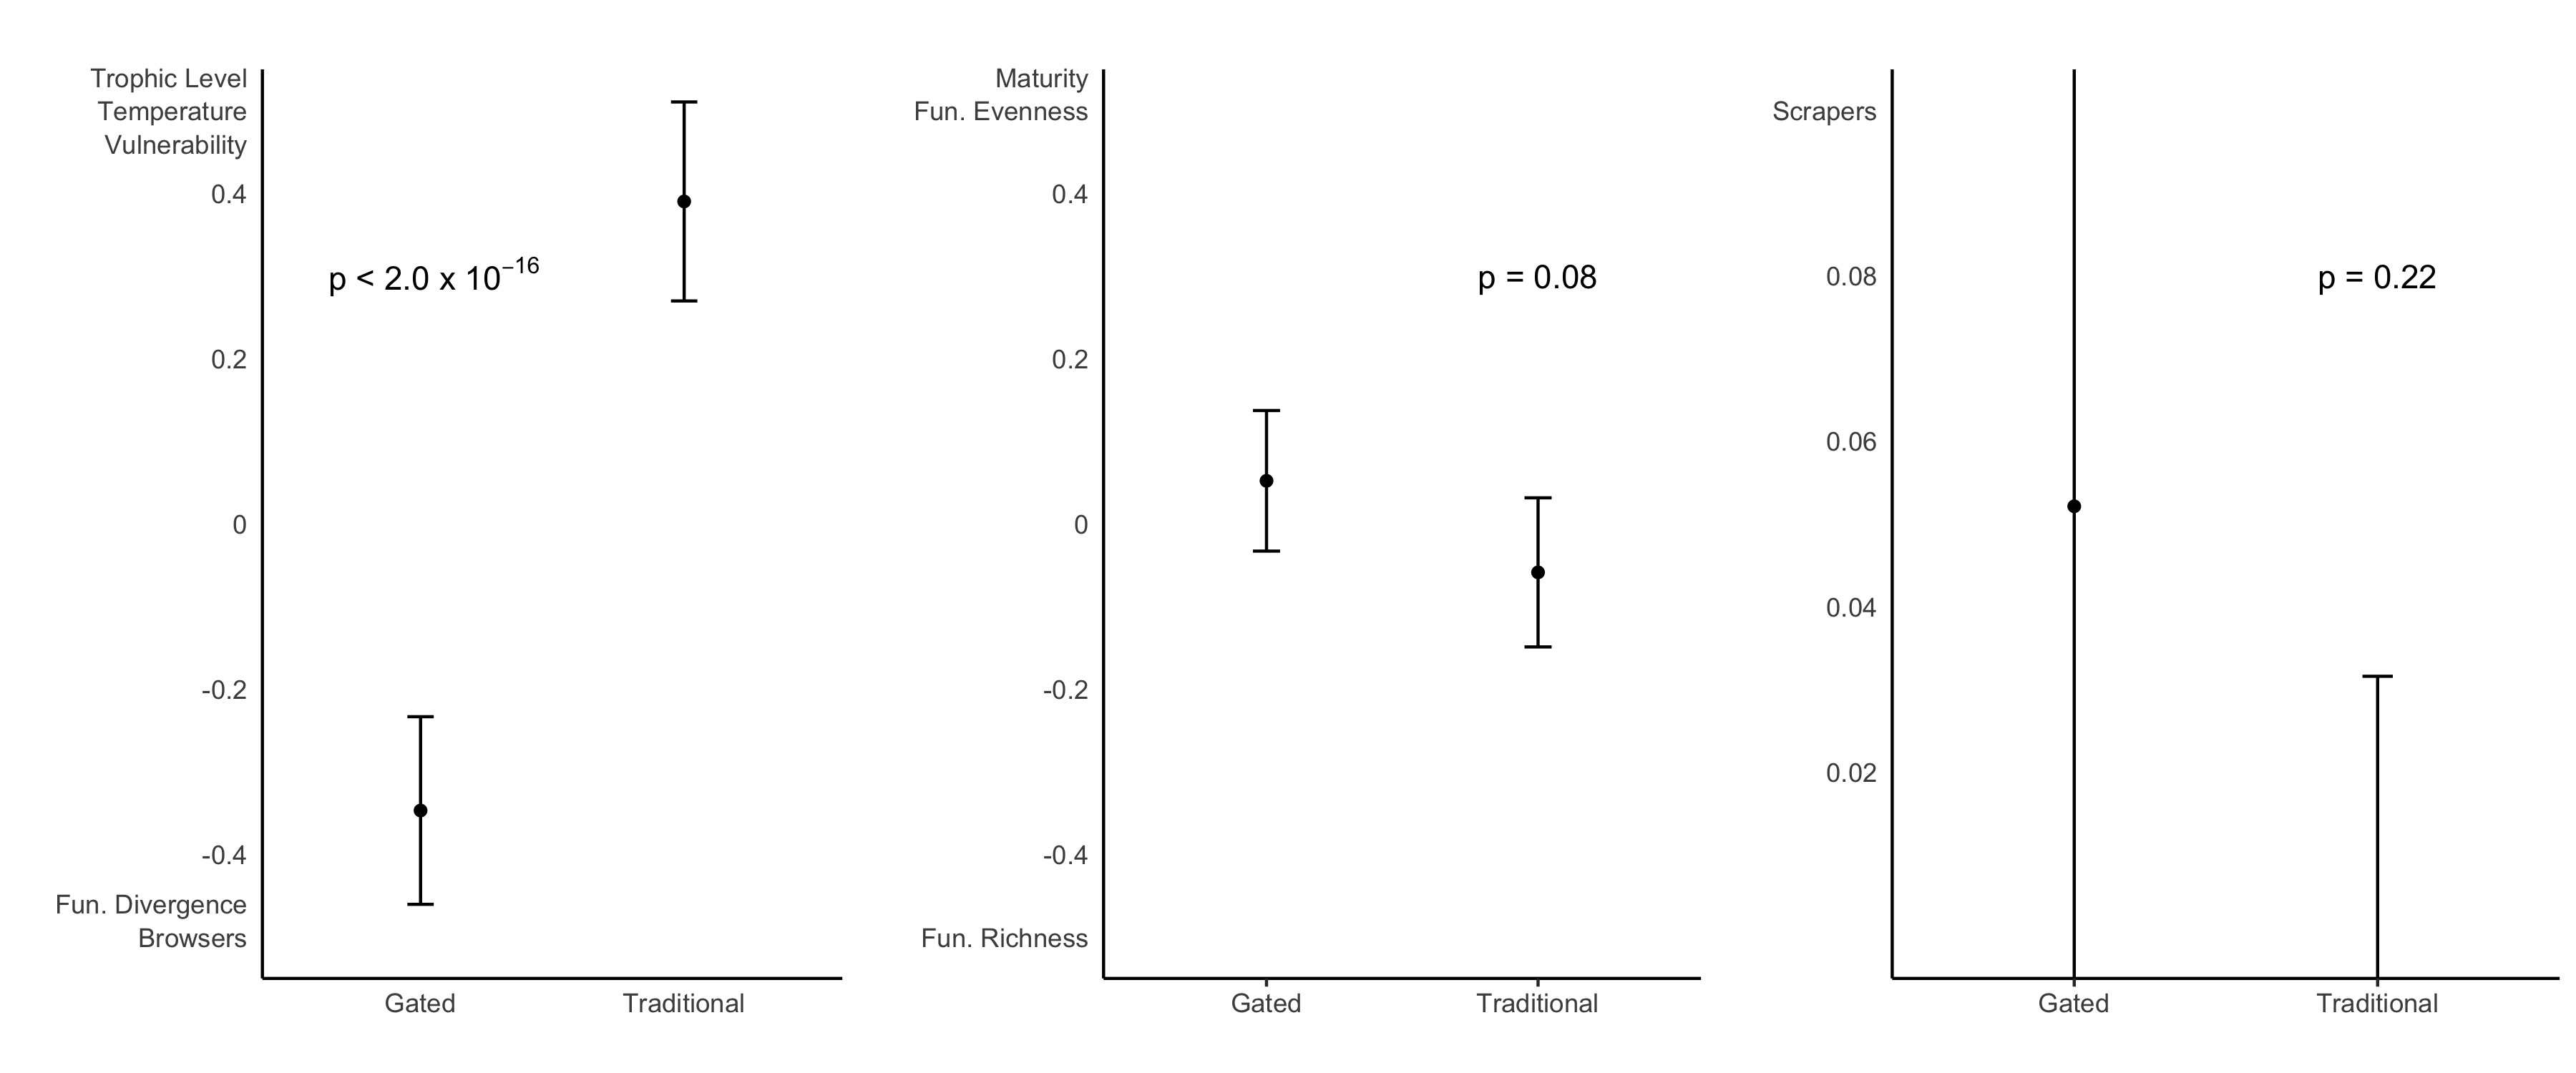 Trophic Level
Temperature
Vulnerability
0.4
p < 2.0 x 10⁻¹⁶
0.2
0
-0.2
-0.4
Fun. Divergence
Browsers
Gated Traditional
Maturity
Fun. Evenness
0.4
p = 0.08
0.2
0
-0.2
-0.4
Fun. Richness
Gated Traditional
Scrapers
0.08
p = 0.22
0.06
0.04
0.02
Gated Traditional